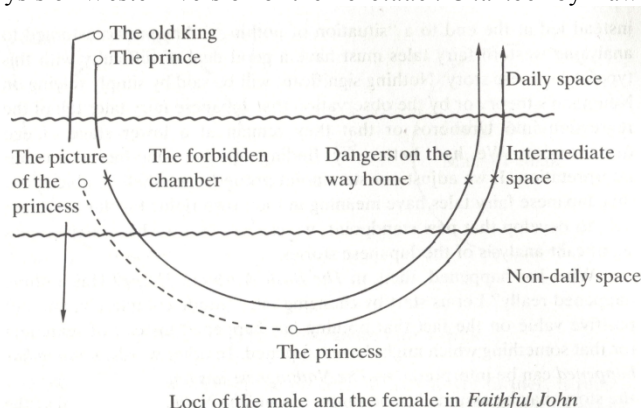 The old king
The prince
Daily space
The picture
of the
princess
The forbidden
chamber
Dangers on the
way home
Intermediate
space
Non-daily space
The princess
Loci of the male and the female in Faithful John